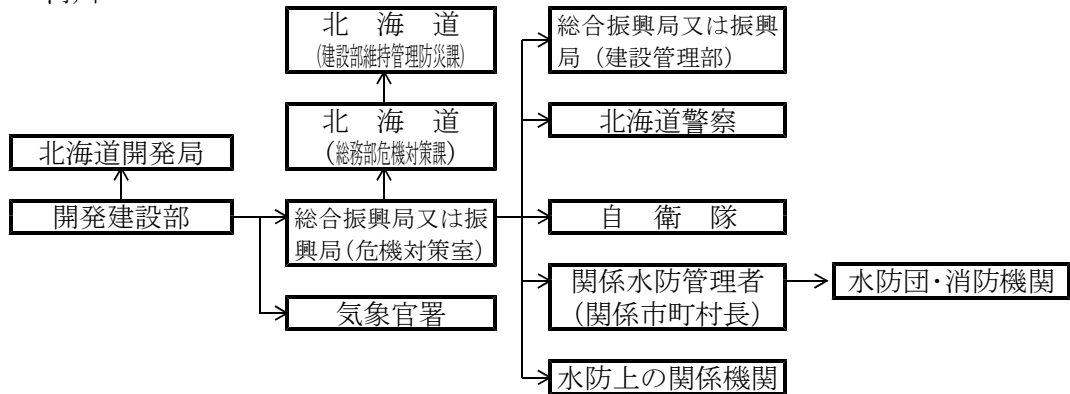 北　海　道
(建設部維持管理防災課)
総合振興局又は振興
局（建設管理部）
北　海　道
(総務部危機対策課)
北海道警察
北海道開発局
開発建設部
総合振興局又は振
興局(危機対策室)
自　衛　隊
関係水防管理者
(関係市町村長)
水防団･消防機関
気象官署
水防上の関係機関